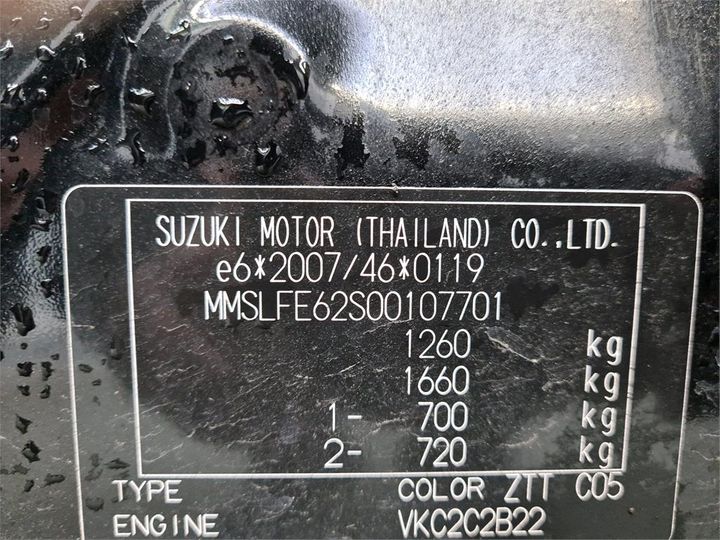 SUZUKI MOTOR (THAILAND) CO.,LTD.
e6*2007/46*0119
MMSLFE62S00107701
1260 kg
1660 kg
1- 700 kg
2- 720 kg
TYPE COLOR ZTT C05
ENGINE VKC2C2B22